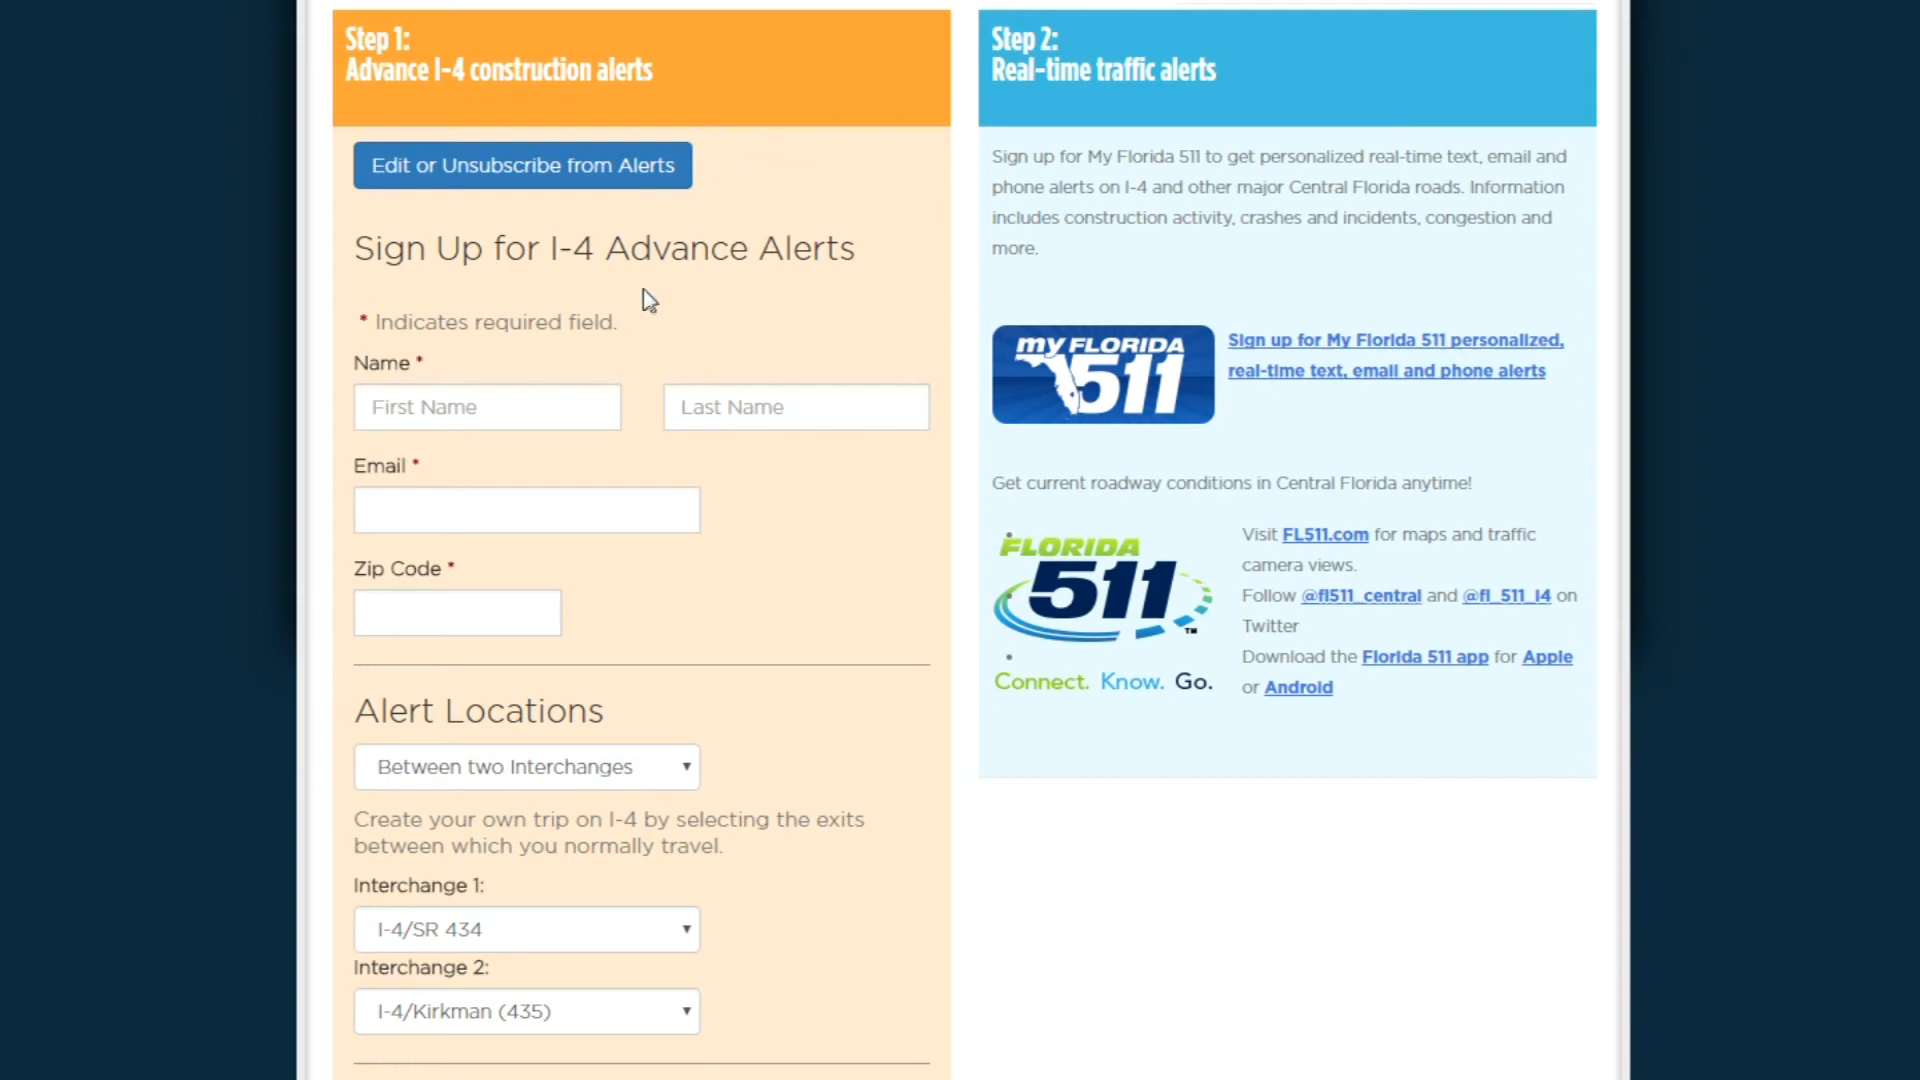 Step 1:
Advance I-4 construction alerts
Edit or Unsubscribe from Alerts
Sign Up for I-4 Advance Alerts
* Indicates required field.
Name *
First Name
Last Name
Email *
Zip Code *
Alert Locations
Between two Interchanges
Create your own trip on I-4 by selecting the exits
between which you normally travel.
Interchange 1:
I-4/SR 434
Interchange 2:
I-4/Kirkman (435)
Step 2:
Real-time traffic alerts
Sign up for My Florida 511 to get personalized real-time text, email and
phone alerts on I-4 and other major Central Florida roads. Information
includes construction activity, crashes and incidents, congestion and
more.
my FLORIDA
511
Sign up for My Florida 511 personalized,
real-time text, email and phone alerts
Get current roadway conditions in Central Florida anytime!
FLORIDA
511
TM
Connect. Know. Go.
Visit FL511.com for maps and traffic
camera views.
Follow @fl511_central and @fl_511_I4 on
Twitter
Download the Florida 511 app for Apple
or Android